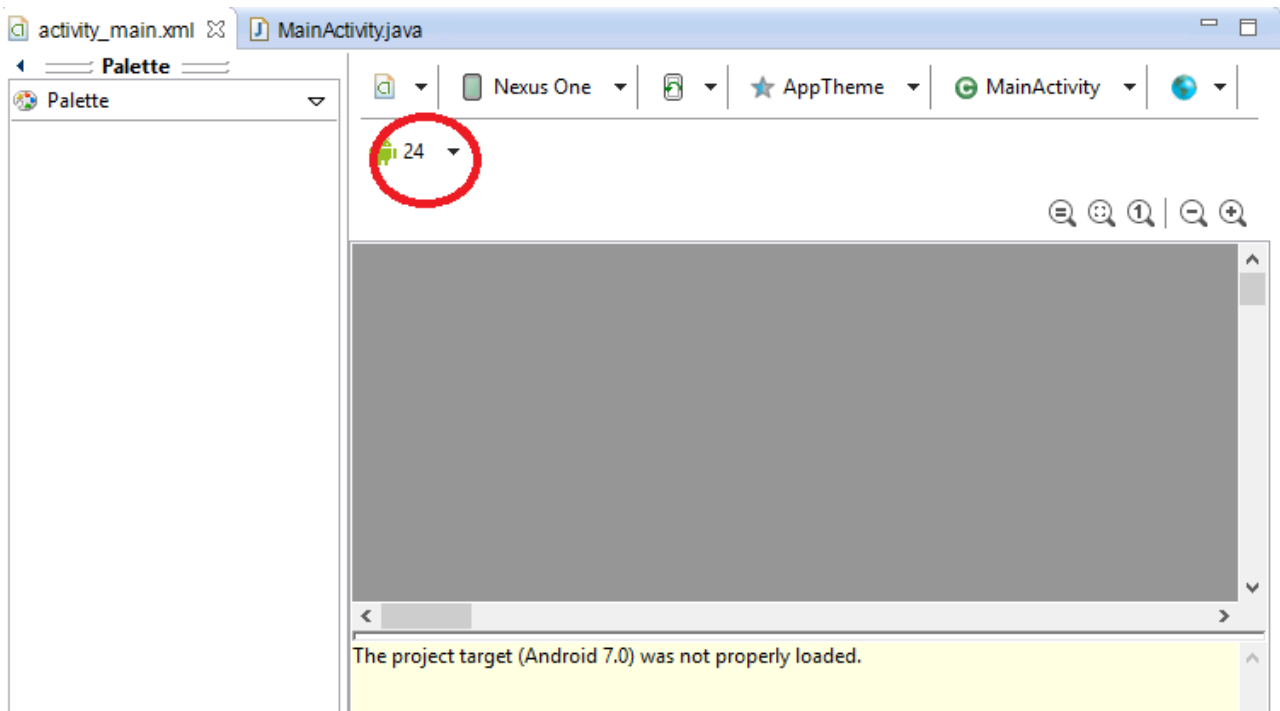 activity_main.xml
MainActivity.java
Palette
Palette
Nexus One
AppTheme
MainActivity
24
The project target (Android 7.0) was not properly loaded.